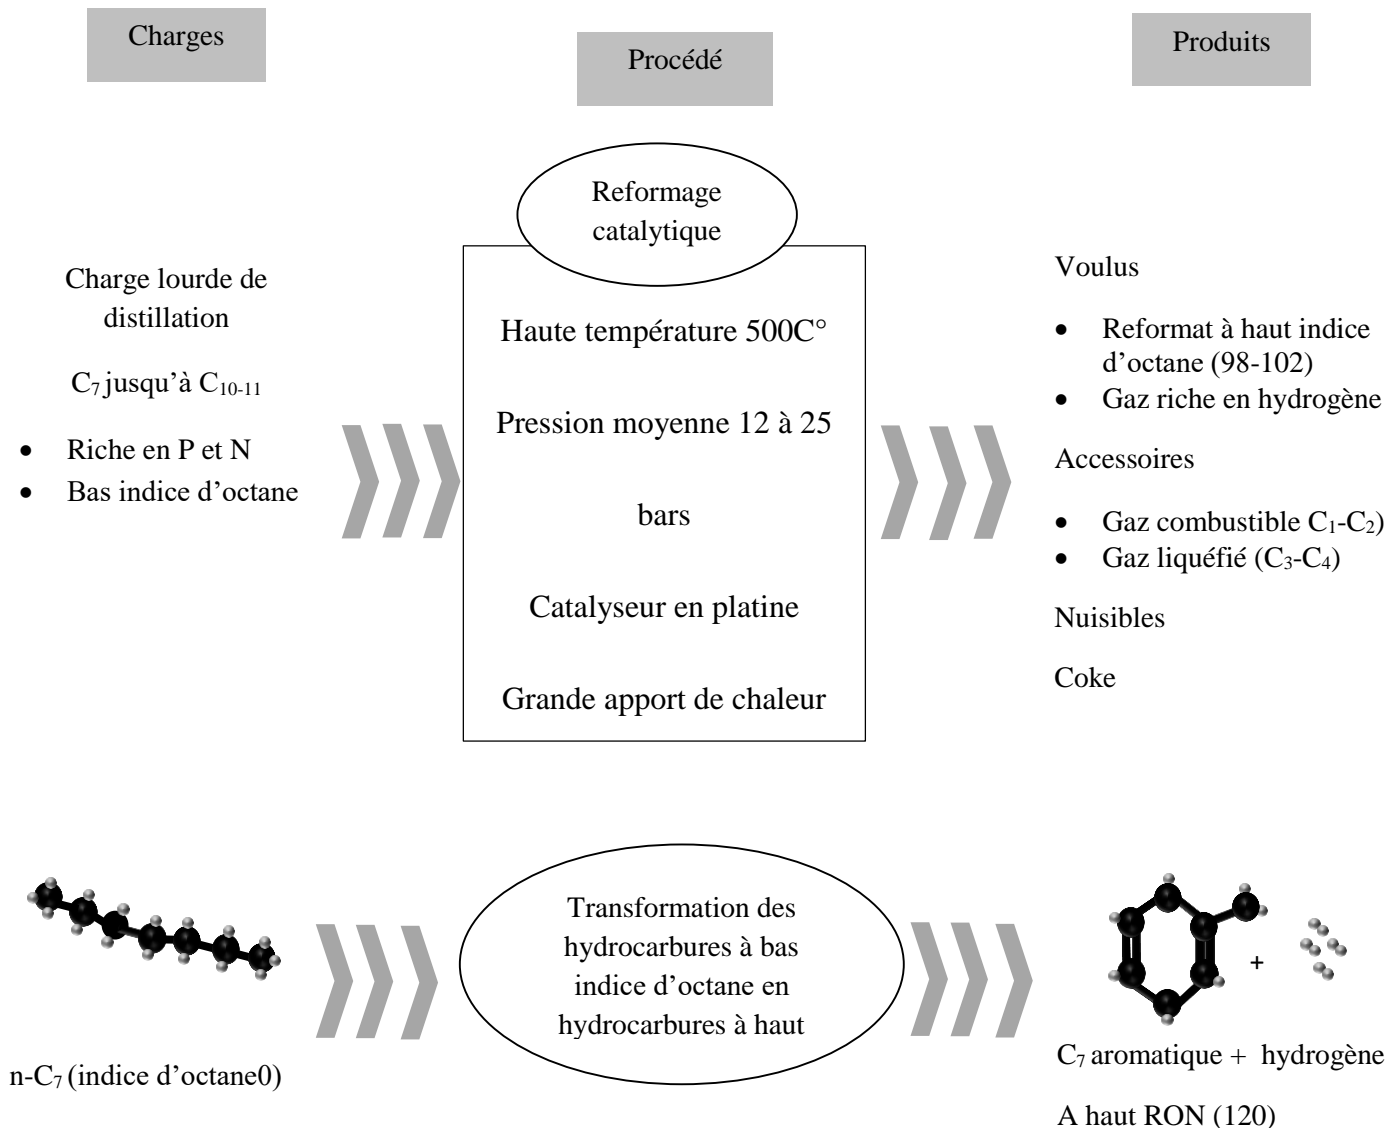 Charges
Procédé
Produits
Reformage
catalytique
Charge lourde de
distillation
C₇ jusqu’à C₁₀₋₁₁
• Riche en P et N
• Bas indice d’octane
Haute température 500C°
Pression moyenne 12 à 25
bars
Catalyseur en platine
Grande apport de chaleur
Voulus
• Reformat à haut indice
d’octane (98-102)
• Gaz riche en hydrogène
Accessoires
• Gaz combustible C₁-C₂)
• Gaz liquéfié (C₃-C₄)
Nuisibles
Coke
n-C₇ (indice d’octane0)
Transformation des
hydrocarbures à bas
indice d’octane en
hydrocarbures à haut
+
C₇ aromatique + hydrogène
A haut RON (120)